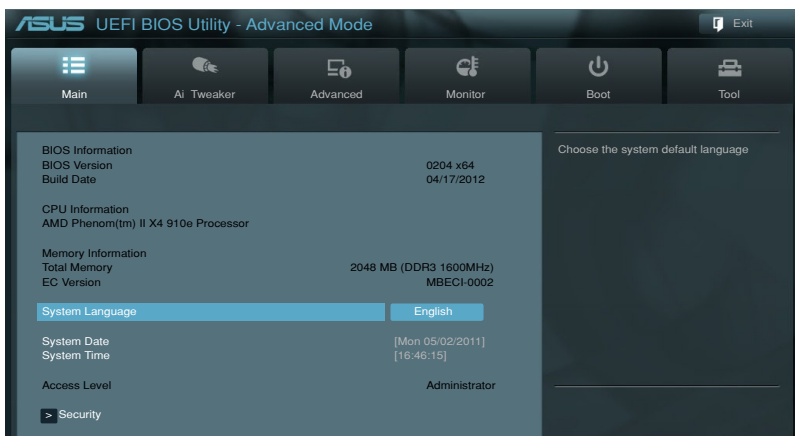 ASUS UEFI BIOS Utility - Advanced Mode
Exit
Main
Ai Tweaker
Advanced
Monitor
Boot
Tool
BIOS Information
BIOS Version 0204 x64
Build Date 04/17/2012
CPU Information
AMD Phenom(tm) II X4 910e Processor
Memory Information
Total Memory 2048 MB (DDR3 1600MHz)
EC Version MBECI-0002
System Language English
System Date [Mon 05/02/2011]
System Time [16:46:15]
Access Level Administrator
> Security
Choose the system default language